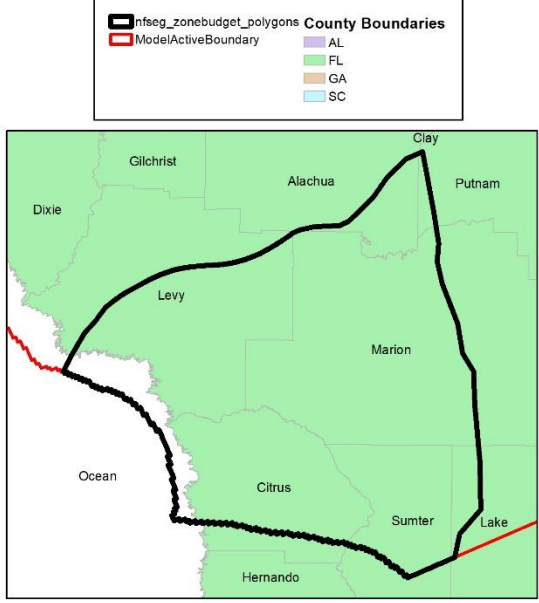 nfseg_zonebudget_polygons
ModelActiveBoundary
County Boundaries
AL
FL
GA
SC
Clay
Gilchrist
Alachua
Putnam
Dixie
Levy
Marion
Ocean
Citrus
Sumter
Lake
Hernando